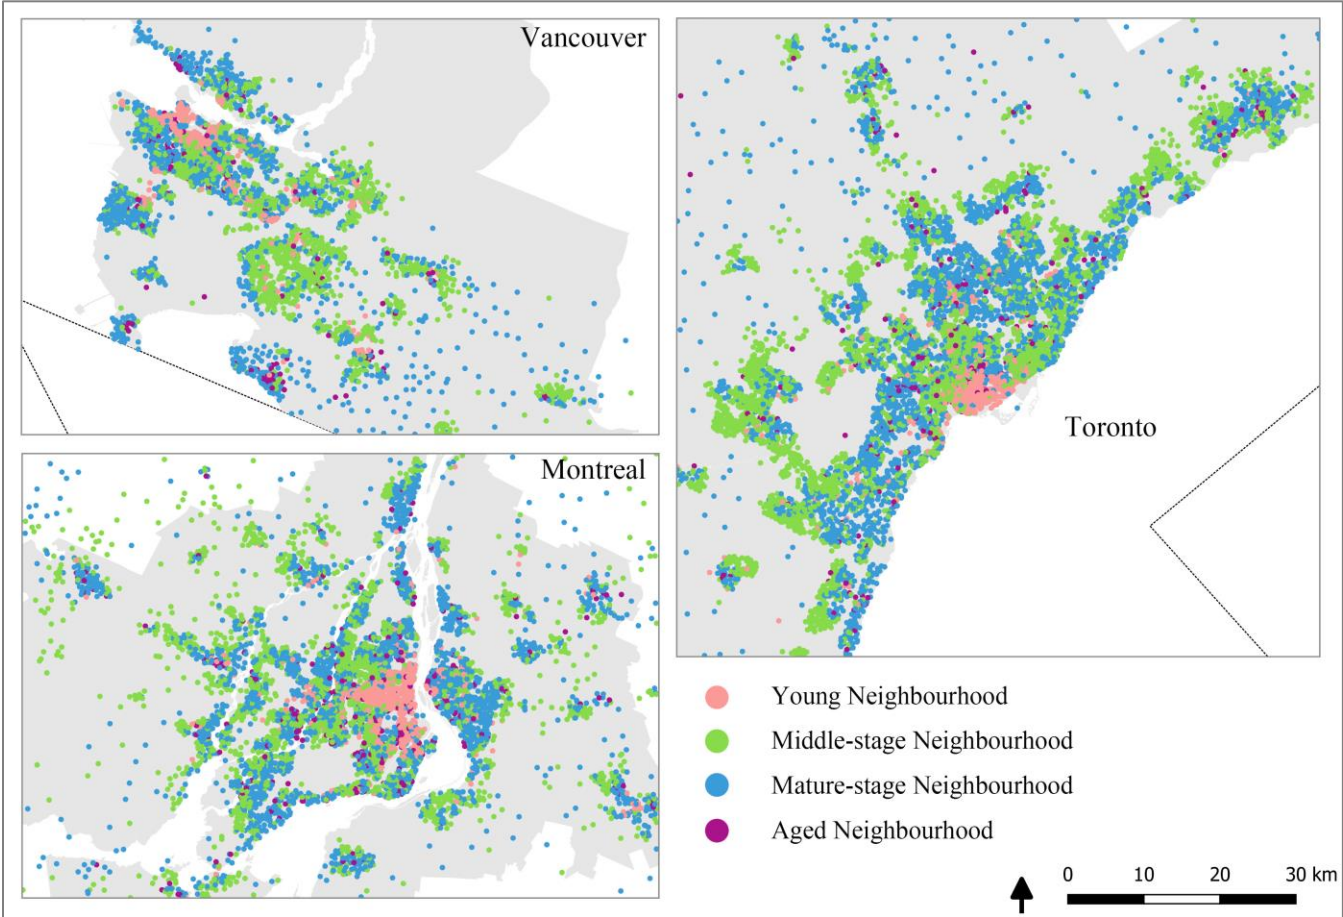 Vancouver
Montreal
Toronto
Young Neighbourhood
Middle-stage Neighbourhood
Mature-stage Neighbourhood
Aged Neighbourhood
0 10 20 30 km